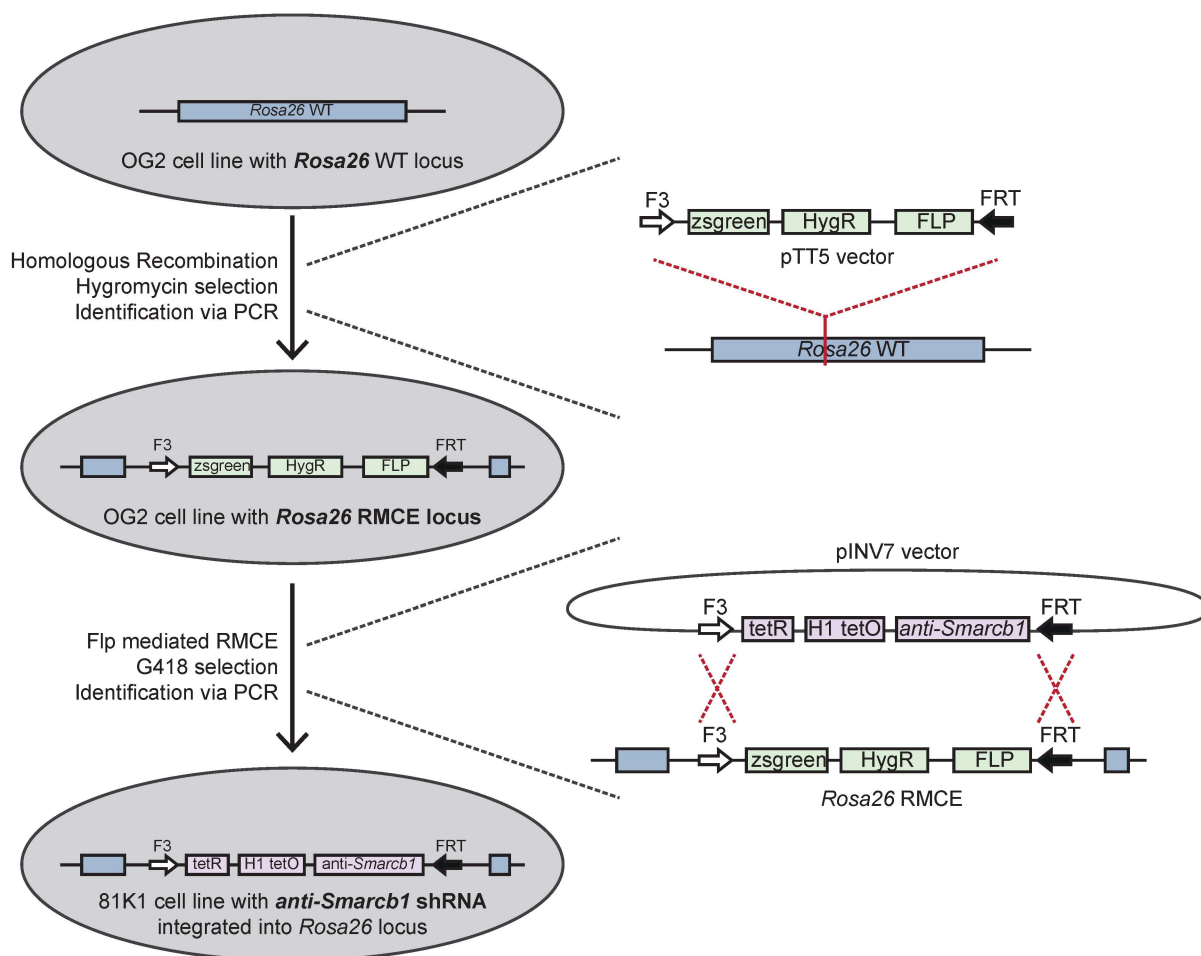 Rosa26 WT
OG2 cell line with Rosa26 WT locus
Homologous Recombination
Hygromycin selection
Identification via PCR
F3
FRT
zsgreen
HygR
FLP
pTT5 vector
Rosa26 WT
F3
FRT
zsgreen
HygR
FLP
OG2 cell line with Rosa26 RMCE locus
Flp mediated RMCE
G418 selection
Identification via PCR
pINV7 vector
F3
FRT
tetR
H1 tetO
anti-Smarcb1
F3
FRT
zsgreen
HygR
FLP
Rosa26 RMCE
F3
FRT
tetR
H1 tetO
anti-Smarcb1
81K1 cell line with anti-Smarcb1 shRNA
integrated into Rosa26 locus